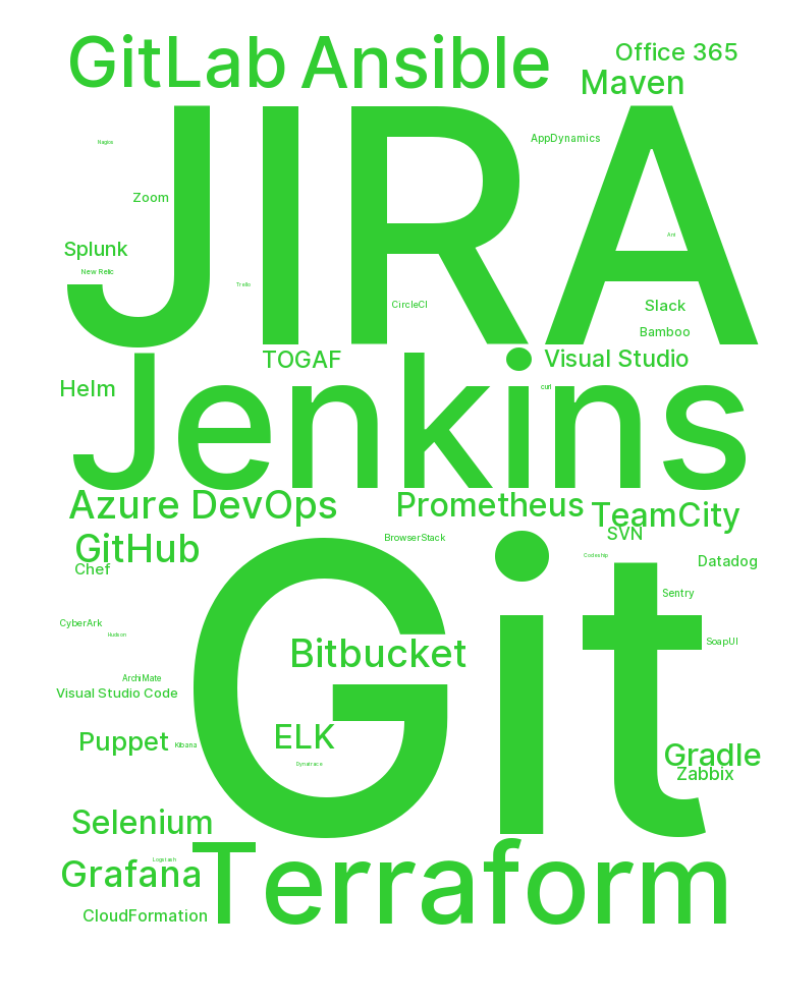 GitLab Ansible
Office 365
Maven
JIRA
AppDynamics
Nagios
Zoom
Splunk
New Relic
Trello
CircleCI
Slack
Bamboo
Jenkins
TOGAF
Visual Studio
Helm
curl
Azure DevOps
Prometheus
TeamCity
SVN
GitHub
Chef
BrowserStack
Codeship
Datadog
Git
Sentry
CyberArk
Hudson
SoapUI
Bitbucket
ArchiMate
Visual Studio Code
Puppet
Kibana
ELK
Dynatrace
Gradle
Zabbix
Selenium
Terraform
Logstash
Grafana
CloudFormation